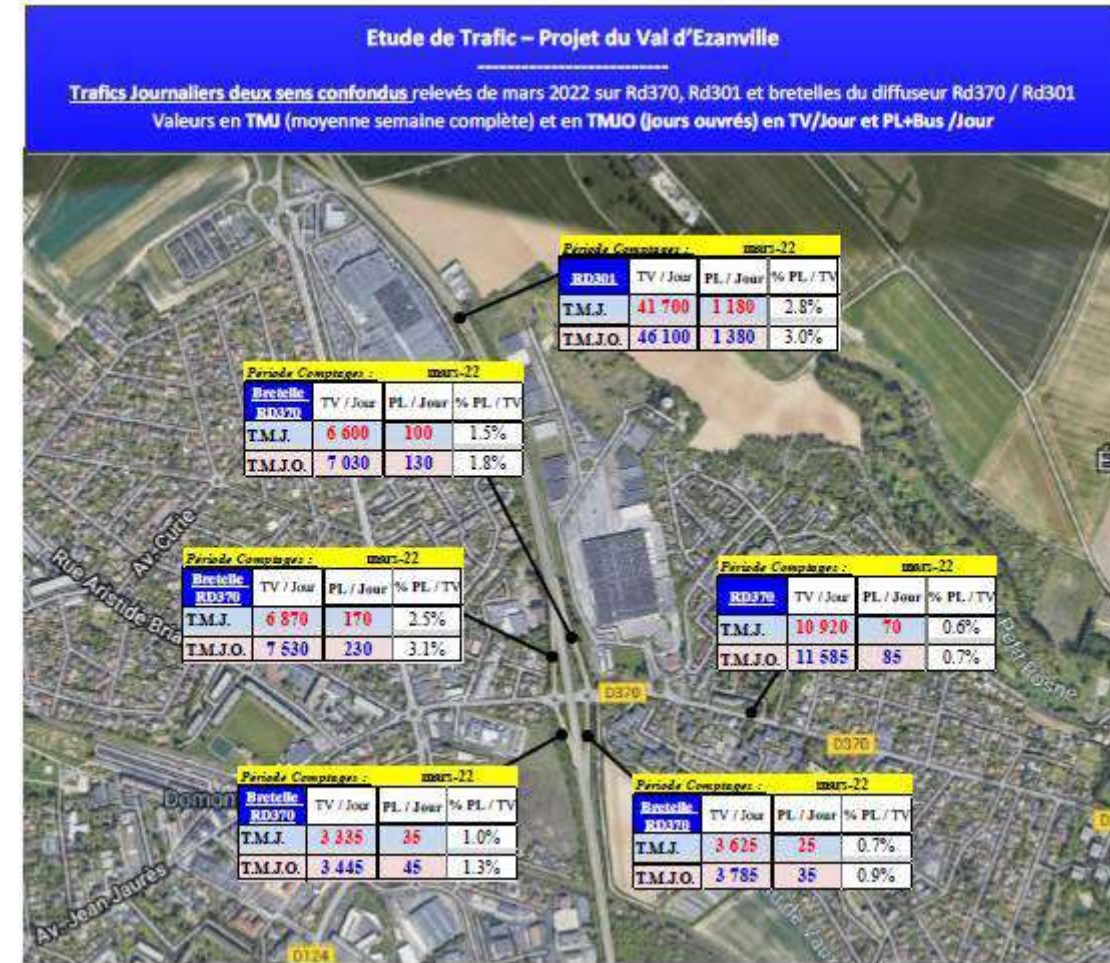 Etude de Trafic – Projet du Val d'Ezanville
Trafics Journaliers deux sens confondus relevés de mars 2022 sur Rd370, Rd301 et bretelles du diffuseur Rd370 / Rd301
Valeurs en TMJ (moyenne semaine complète) et en TMJO (jours ouvrés) en TV/Jour et PL+Bus /Jour
Période Comptages : mars-22
RD301 TV / Jour PL / Jour % PL / TV
T.M.J. 41 700 1 180 2.8%
T.M.J.O. 46 100 1 380 3.0%
Période Comptages : mars-22
Bretelle RD370 TV / Jour PL / Jour % PL / TV
T.M.J. 6 600 100 1.5%
T.M.J.O. 7 030 130 1.8%
Av. Curie
Rue Aristide Bria
Période Comptages : mars-22
Bretelle RD370 TV / Jour PL / Jour % PL / TV
T.M.J. 6 870 170 2.5%
T.M.J.O. 7 530 230 3.1%
Période Comptages : mars-22
RD370 TV / Jour PL / Jour % PL / TV
T.M.J. 10 920 70 0.6%
T.M.J.O. 11 585 85 0.7%
Petit Rosne
D370
D370
Domon
Période Comptages : mars-22
Bretelle RD370 TV / Jour PL / Jour % PL / TV
T.M.J. 3 335 35 1.0%
T.M.J.O. 3 445 45 1.3%
Période Comptages : mars-22
Bretelle RD370 TV / Jour PL / Jour % PL / TV
T.M.J. 3 625 25 0.7%
T.M.J.O. 3 785 35 0.9%
Av. Jean Jaurès
D124